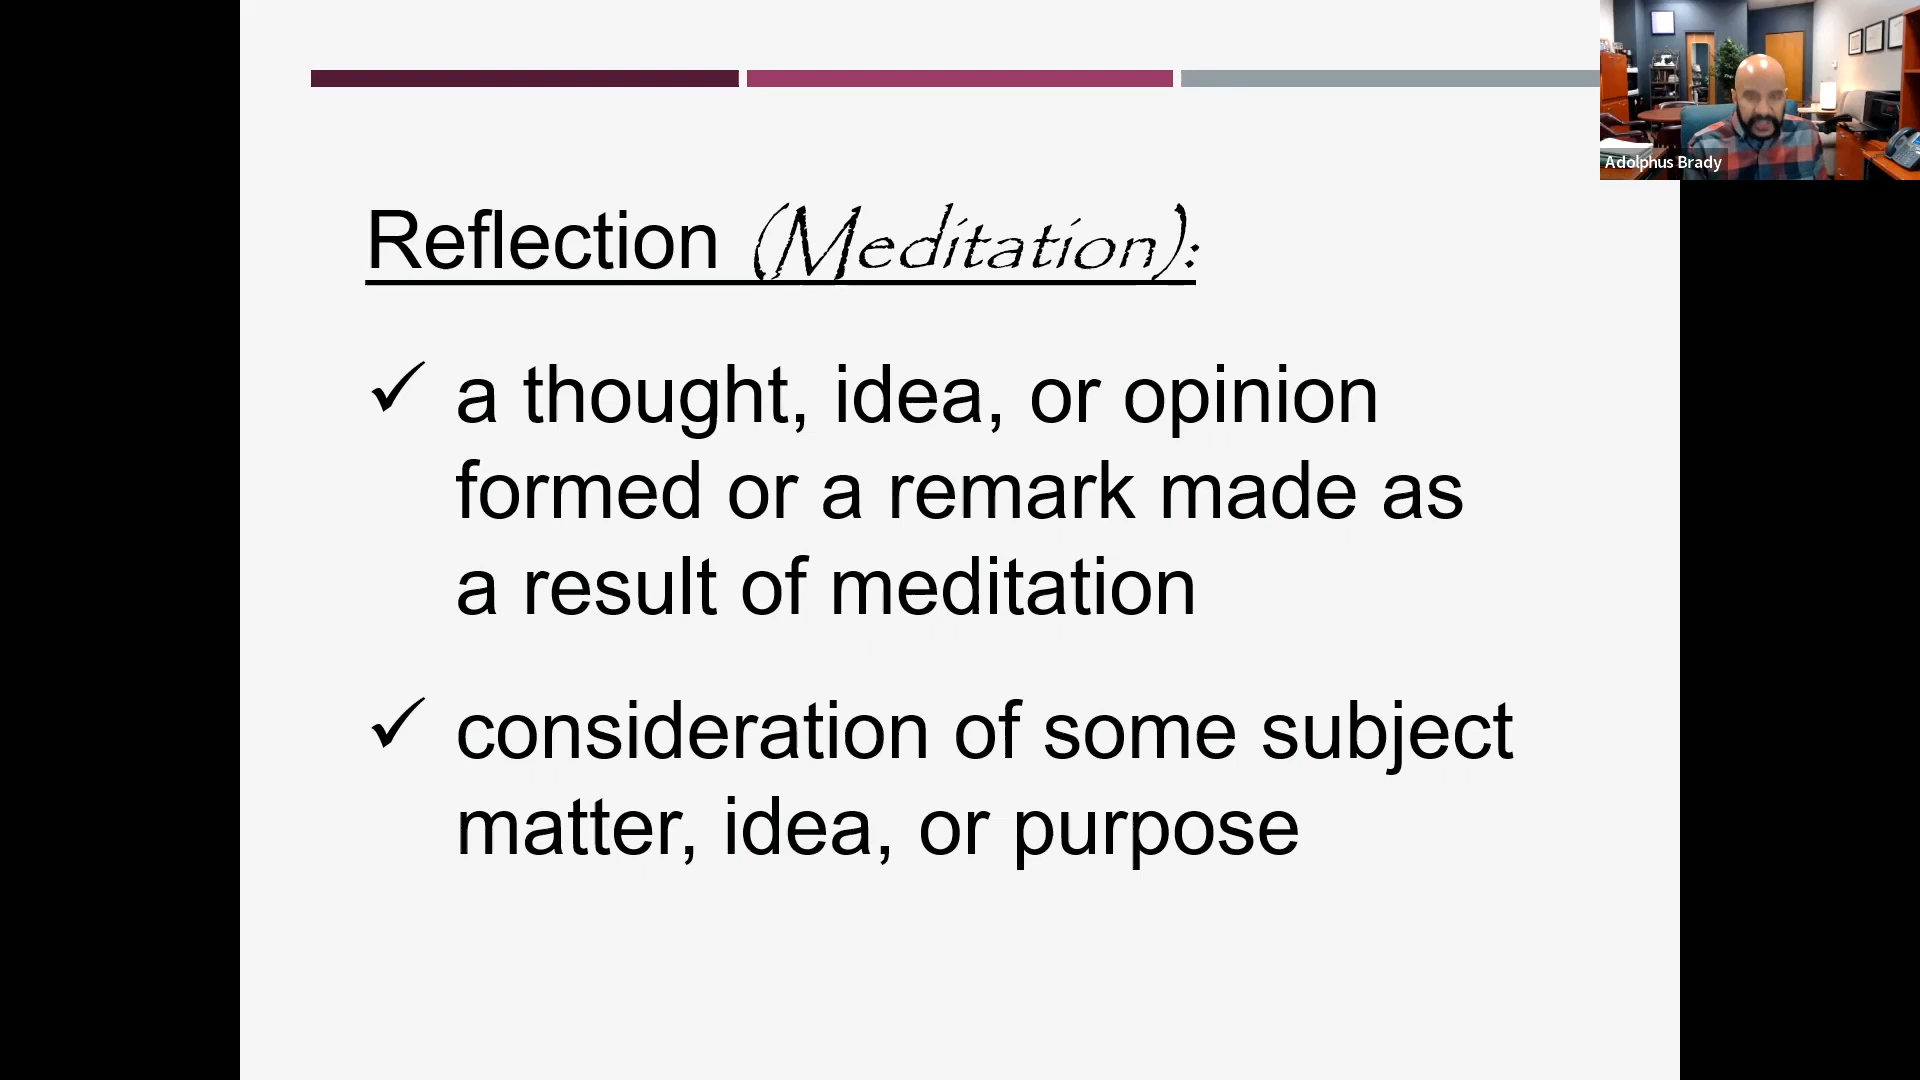 Adolphus Brady
Reflection (Meditation):
✓ a thought, idea, or opinion
formed or a remark made as
a result of meditation
✓ consideration of some subject
matter, idea, or purpose